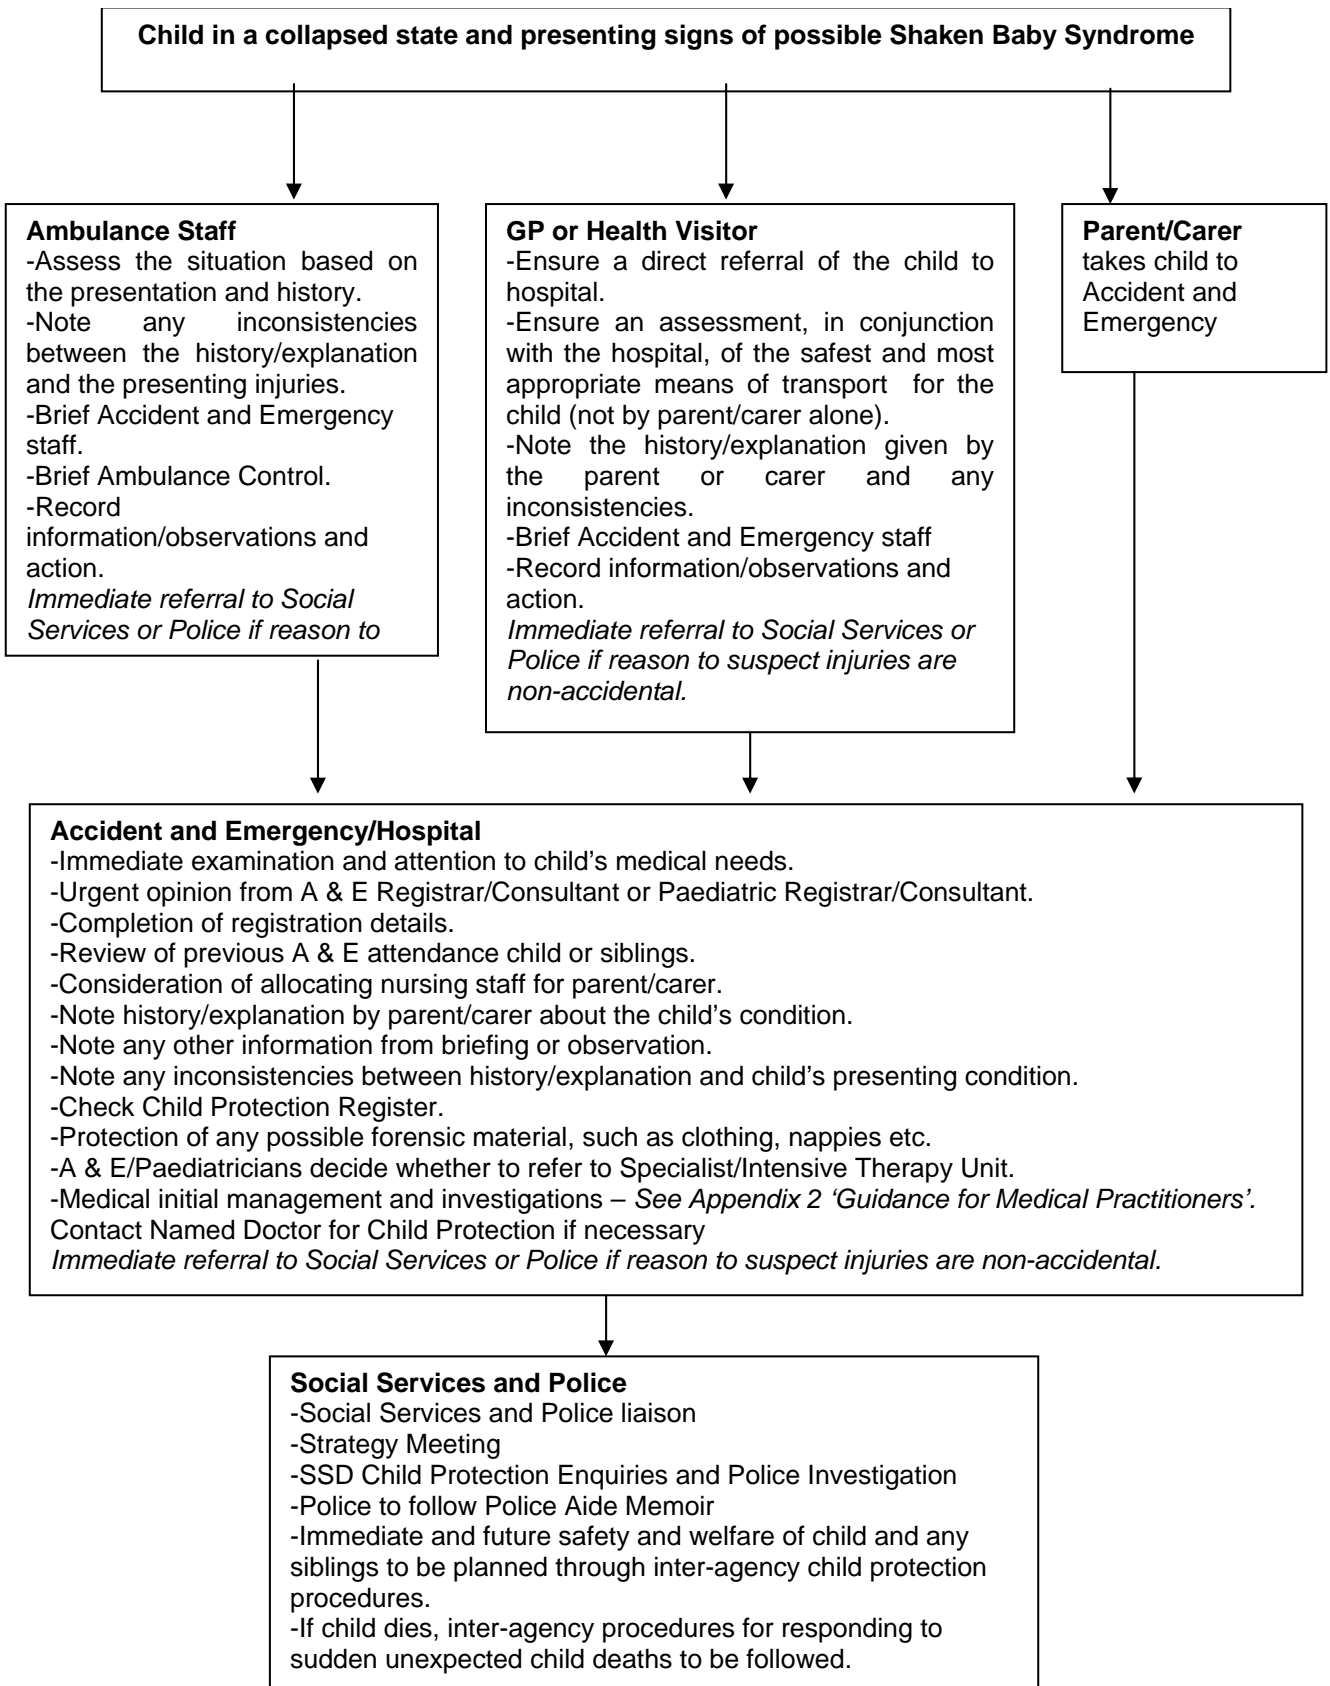 Child in a collapsed state and presenting signs of possible Shaken Baby Syndrome
Ambulance Staff
-Assess the situation based on
the presentation and history.
-Note any inconsistencies
between the history/explanation
and the presenting injuries.
-Brief Accident and Emergency
staff.
-Brief Ambulance Control.
-Record
information/observations and
action.
Immediate referral to Social
Services or Police if reason to
GP or Health Visitor
-Ensure a direct referral of the child to
hospital.
-Ensure an assessment, in conjunction
with the hospital, of the safest and most
appropriate means of transport for the
child (not by parent/carer alone).
-Note the history/explanation given by
the parent or carer and any
inconsistencies.
-Brief Accident and Emergency staff
-Record information/observations and
action.
Immediate referral to Social Services or
Police if reason to suspect injuries are
non-accidental.
Parent/Carer
takes child to
Accident and
Emergency
Accident and Emergency/Hospital
-Immediate examination and attention to child's medical needs.
-Urgent opinion from A & E Registrar/Consultant or Paediatric Registrar/Consultant.
-Completion of registration details.
-Review of previous A & E attendance child or siblings.
-Consideration of allocating nursing staff for parent/carer.
-Note history/explanation by parent/carer about the child's condition.
-Note any other information from briefing or observation.
-Note any inconsistencies between history/explanation and child's presenting condition.
-Check Child Protection Register.
-Protection of any possible forensic material, such as clothing, nappies etc.
-A & E/Paediatricians decide whether to refer to Specialist/Intensive Therapy Unit.
-Medical initial management and investigations – See Appendix 2 'Guidance for Medical Practitioners'.
Contact Named Doctor for Child Protection if necessary
Immediate referral to Social Services or Police if reason to suspect injuries are non-accidental.
Social Services and Police
-Social Services and Police liaison
-Strategy Meeting
-SSD Child Protection Enquiries and Police Investigation
-Police to follow Police Aide Memoir
-Immediate and future safety and welfare of child and any
siblings to be planned through inter-agency child protection
procedures.
-If child dies, inter-agency procedures for responding to
sudden unexpected child deaths to be followed.